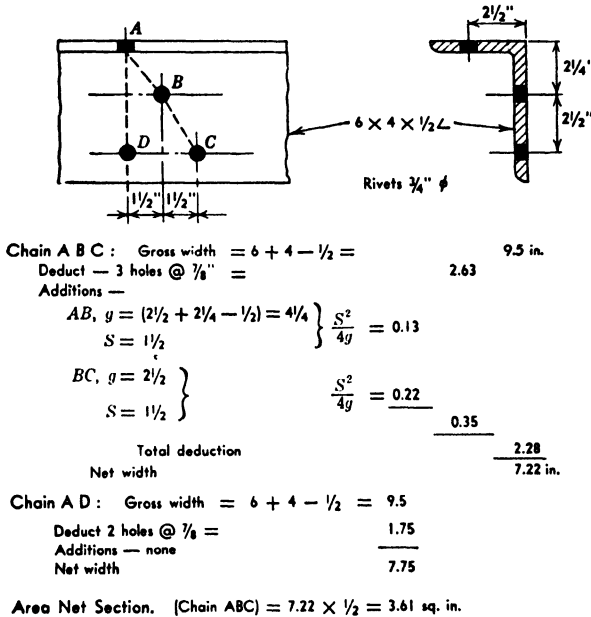 A
B
D
C
1½" 1½"
2½"
2¼"
2½"
6 × 4 × ½∠
Rivets ¾" ϕ
Chain A B C : Gross width = 6 + 4 — ½ = 9.5 in.
Deduct — 3 holes @ ⅞" = 2.63
Additions —
AB, g = (2½ + 2¼ — ½) = 4¼
S = 1½
S²/4g = 0.13
BC, g = 2½
S = 1½
S²/4g = 0.22
0.35
Total deduction 2.28
Net width 7.22 in.
Chain A D : Gross width = 6 + 4 — ½ = 9.5
Deduct 2 holes @ ⅞ = 1.75
Additions — none
Net width 7.75
Area Net Section. (Chain ABC) = 7.22 × ½ = 3.61 sq. in.